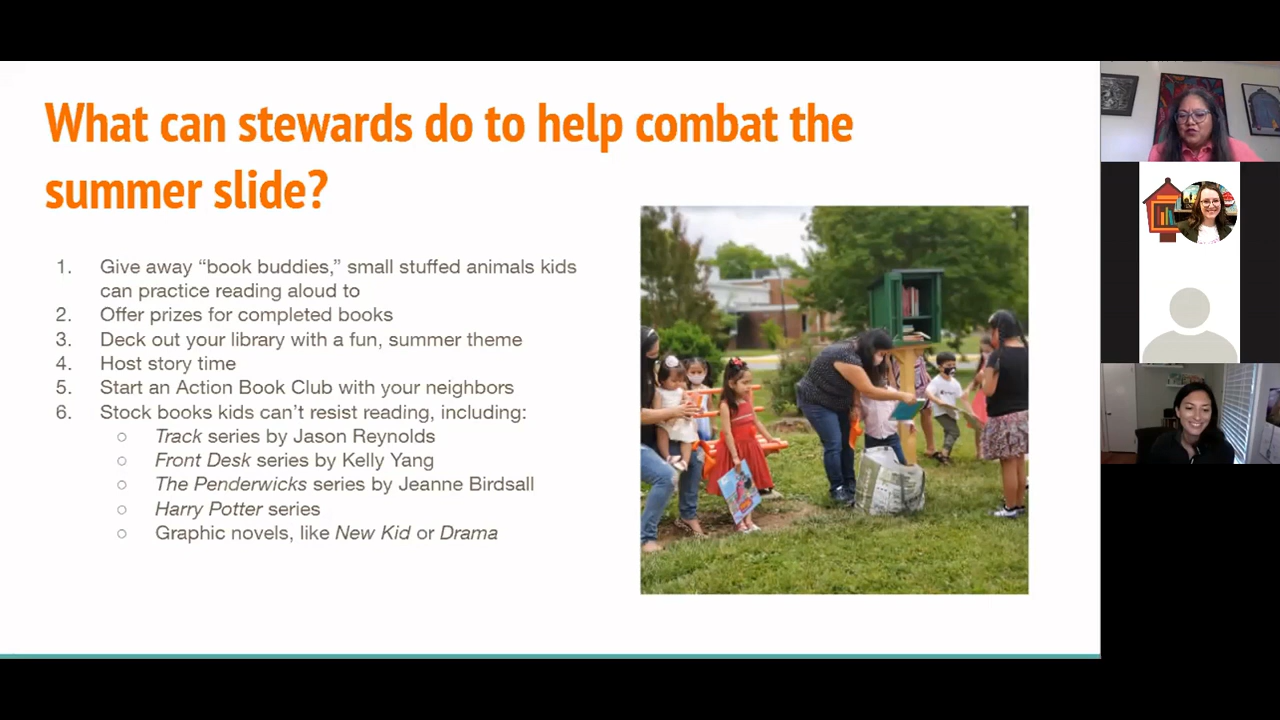 What can stewards do to help combat the
summer slide?
1. Give away “book buddies,” small stuffed animals kids
can practice reading aloud to
2. Offer prizes for completed books
3. Deck out your library with a fun, summer theme
4. Host story time
5. Start an Action Book Club with your neighbors
6. Stock books kids can’t resist reading, including:
○ Track series by Jason Reynolds
○ Front Desk series by Kelly Yang
○ The Penderwicks series by Jeanne Birdsall
○ Harry Potter series
○ Graphic novels, like New Kid or Drama